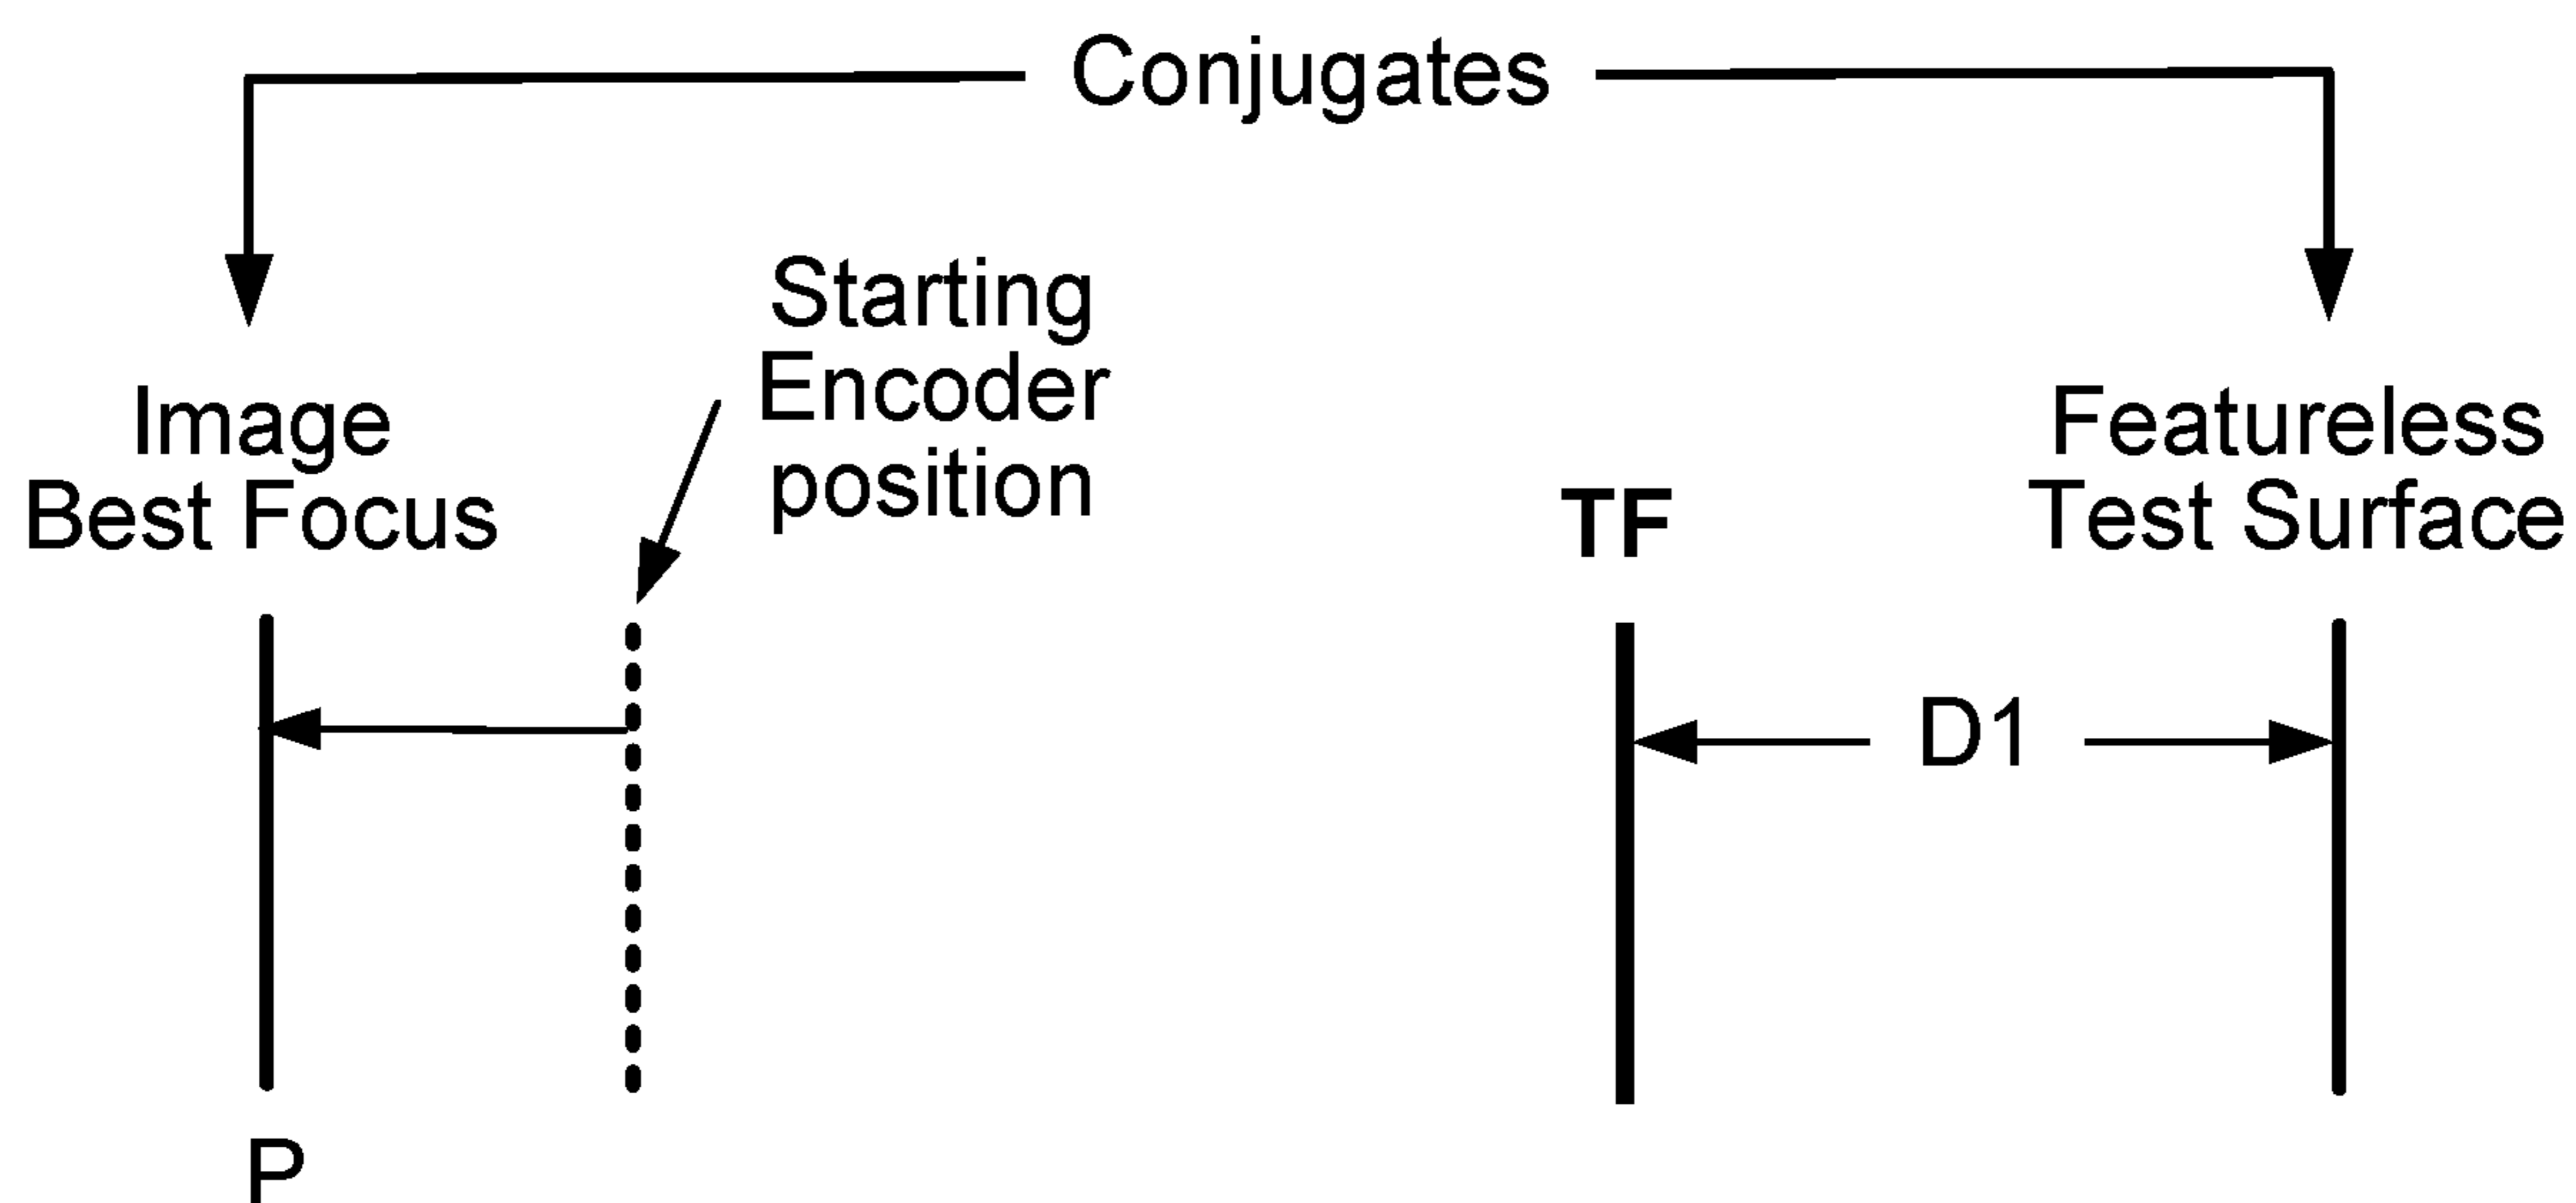 Conjugates
Image
Best Focus
Starting
Encoder
position
TF
Featureless
Test Surface
D1
P